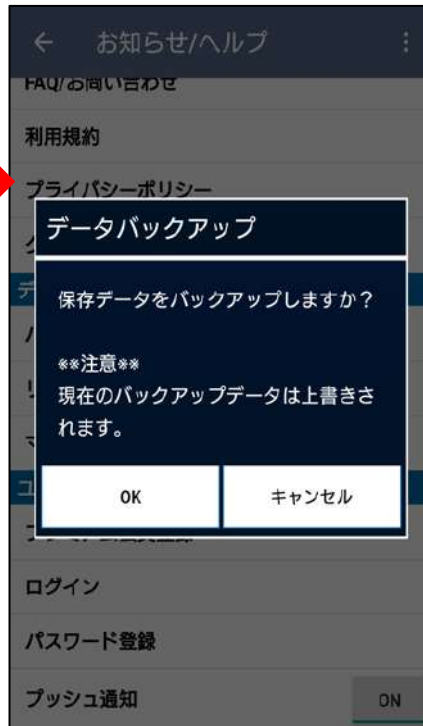 ← お知らせ/ヘルプ
FAQ/お問い合わせ
利用規約
プライバシーポリシー
データバックアップ
保存データをバックアップしますか？
**注意**
現在のバックアップデータは上書きさ
れます。
OK キャンセル
ログイン
パスワード登録
プッシュ通知 ON